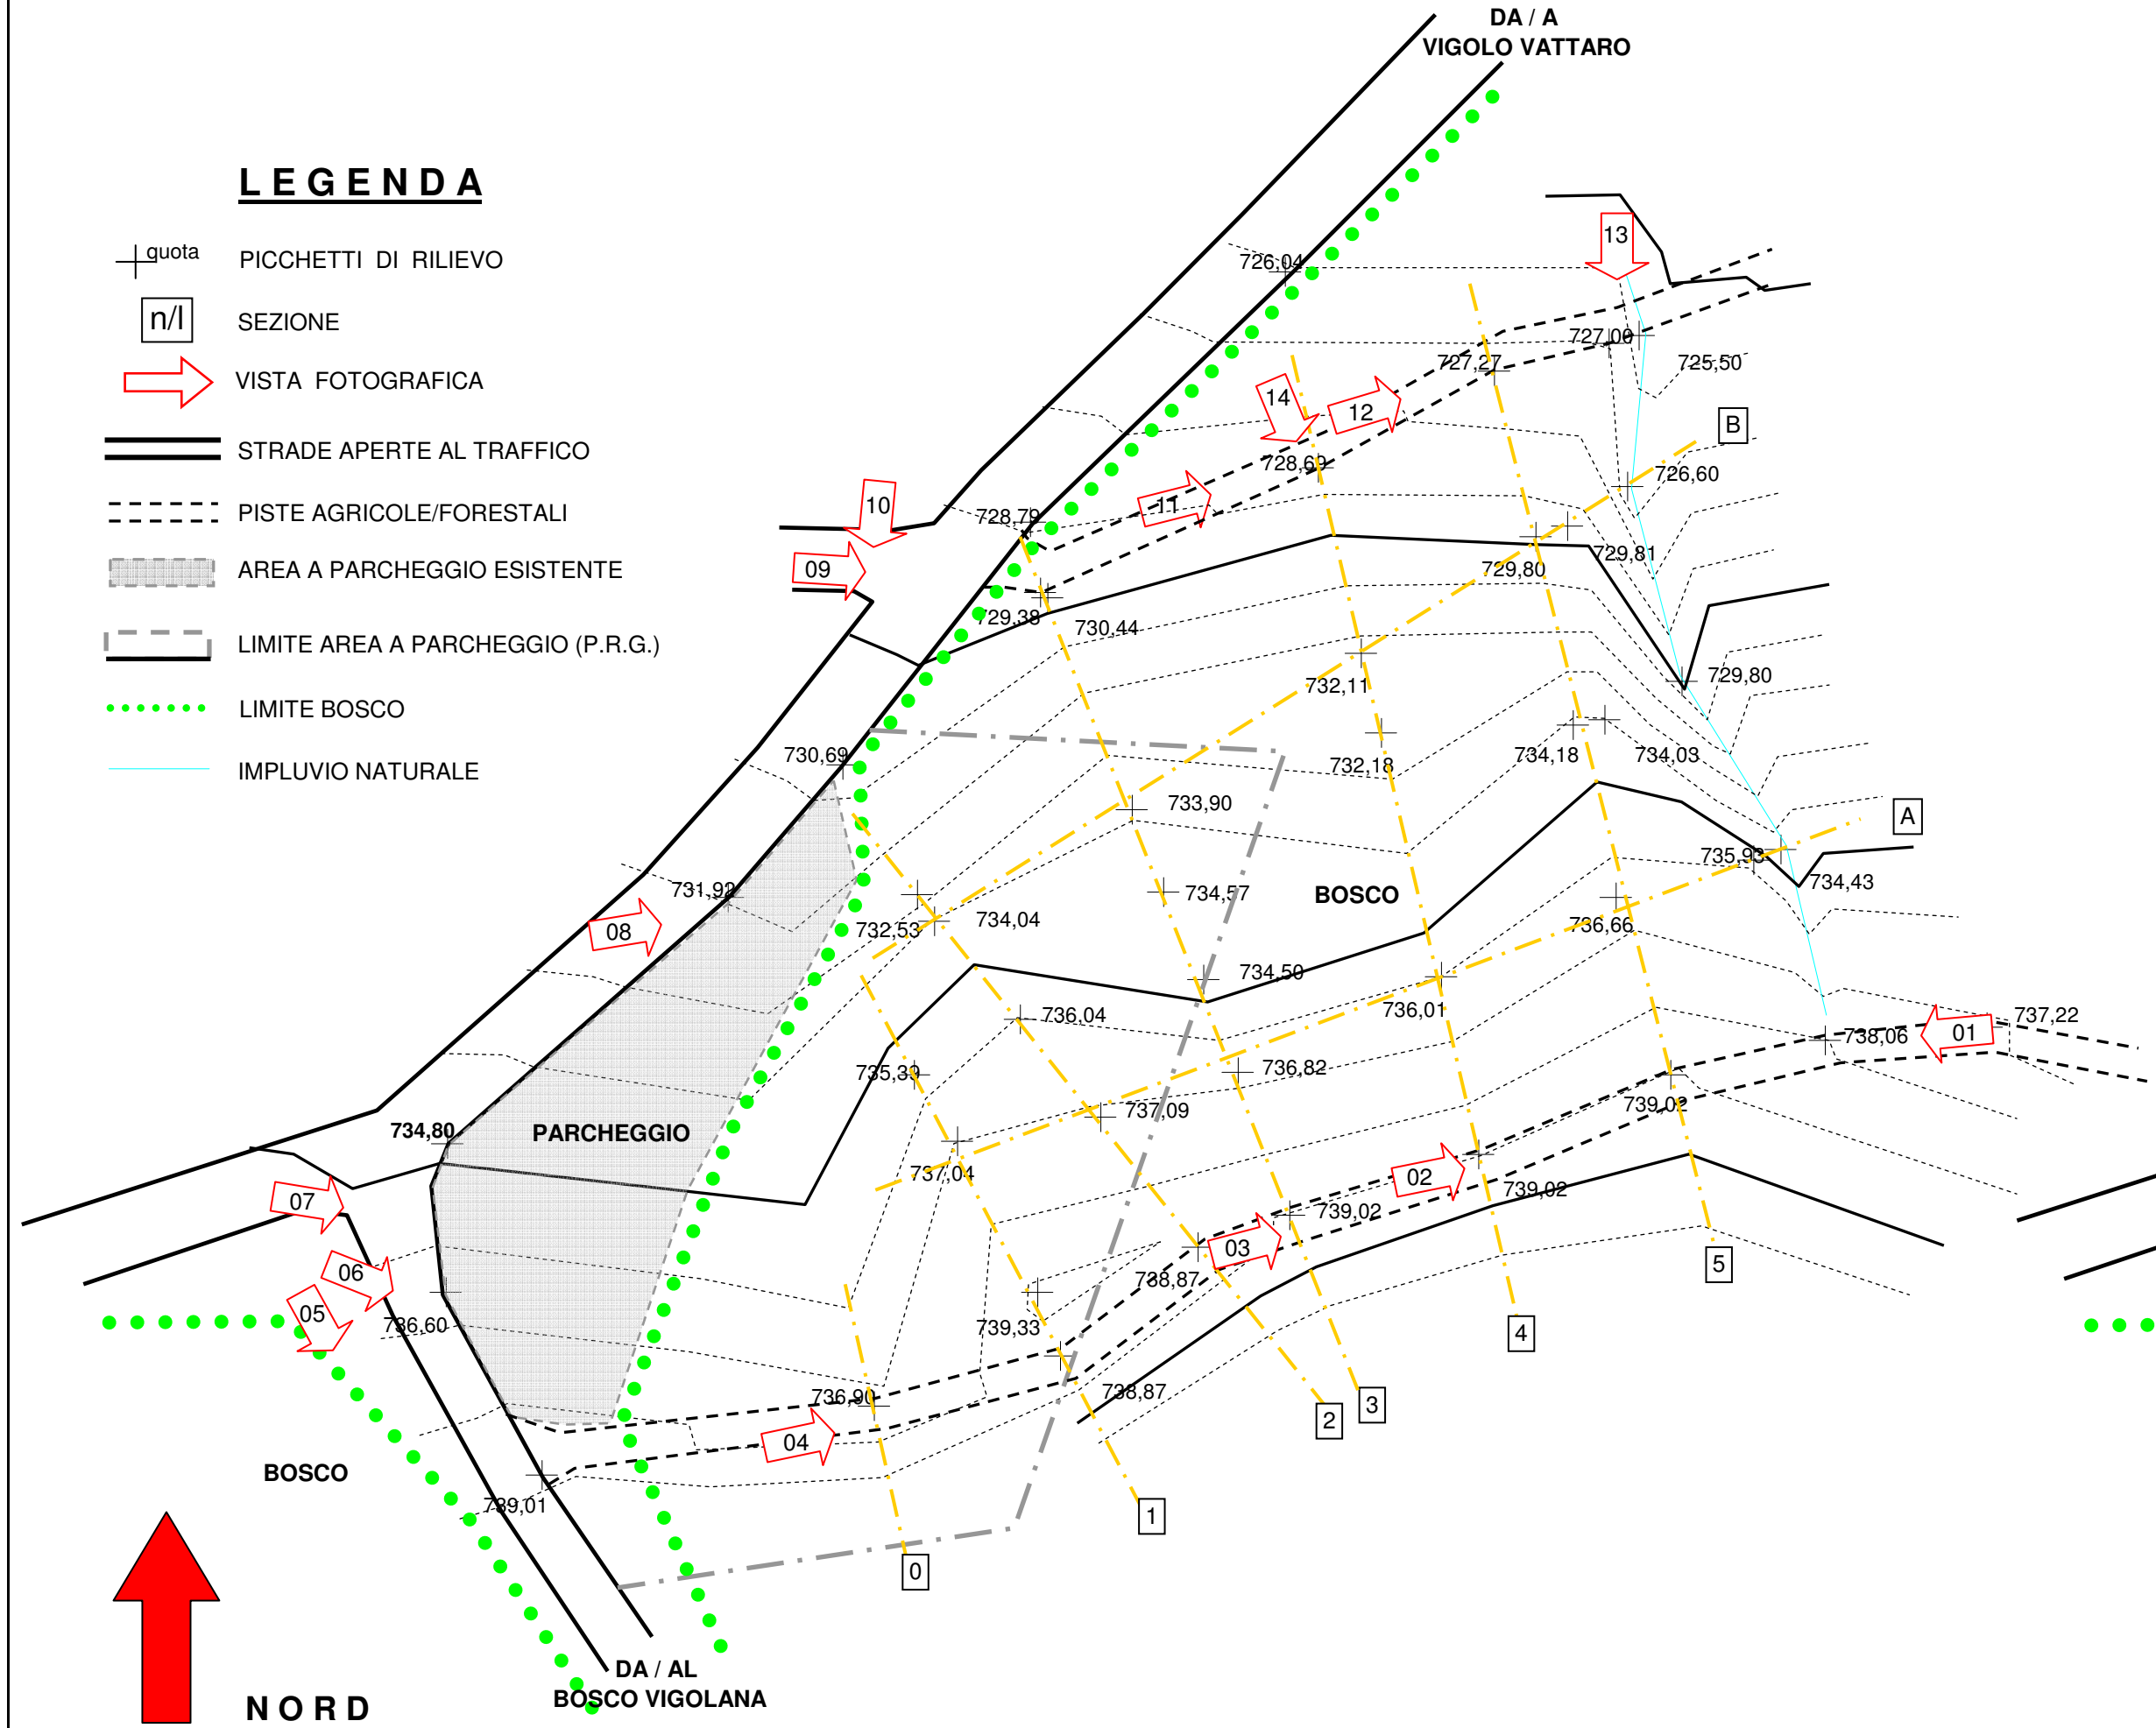 DA / A
VIGOLO VATTARO
L E G E N D A
quota
PICCHETTI DI RILIEVO
n/l
SEZIONE
VISTA FOTOGRAFICA
STRADE APERTE AL TRAFFICO
PISTE AGRICOLE/FORESTALI
AREA A PARCHEGGIO ESISTENTE
LIMITE AREA A PARCHEGGIO (P.R.G.)
LIMITE BOSCO
IMPLUVIO NATURALE
13
726,04
727,00
727,27
725,50
14
12
B
728,69
726,60
10
11
728,79
729,81
09
729,80
729,38
730,44
729,80
732,11
730,69
732,18
734,18
734,03
733,90
A
735,93
731,92
734,57
BOSCO
734,43
732,53
734,04
736,66
08
734,50
736,04
736,01
737,22
738,06
01
735,39
736,82
737,09
739,02
734,80
PARCHEGGIO
737,04
02
739,02
07
739,02
03
5
06
738,87
05
736,60
739,33
4
736,90
738,87
3
2
04
BOSCO
739,01
1
0
DA / AL
BOSCO VIGOLANA
N O R D